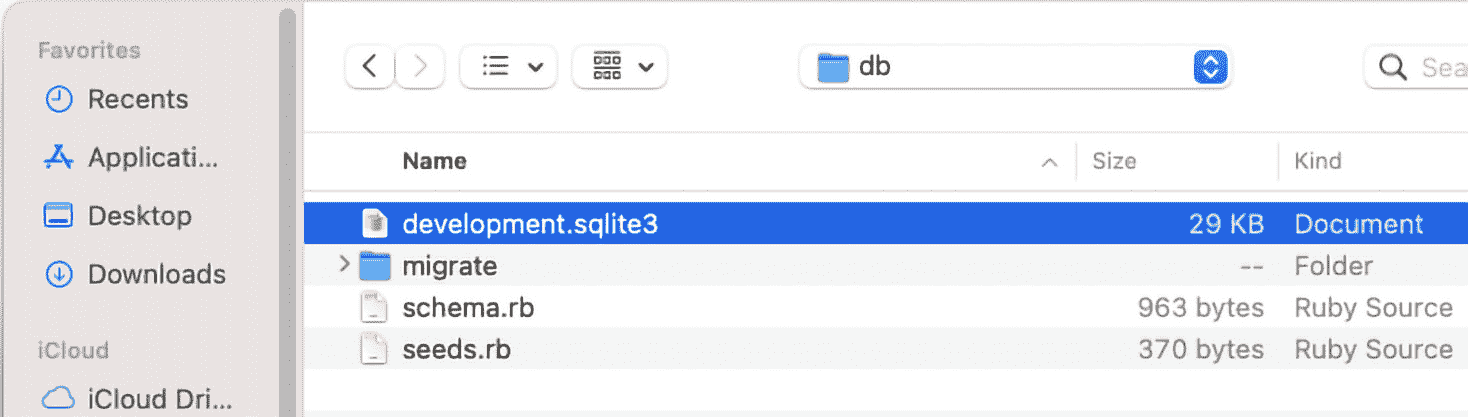 Favorites
Recents
Applicati...
Desktop
Downloads
iCloud
iCloud Dri...
db
Sea
Name Size Kind
development.sqlite3 29 KB Document
migrate -- Folder
schema.rb 963 bytes Ruby Source
seeds.rb 370 bytes Ruby Source